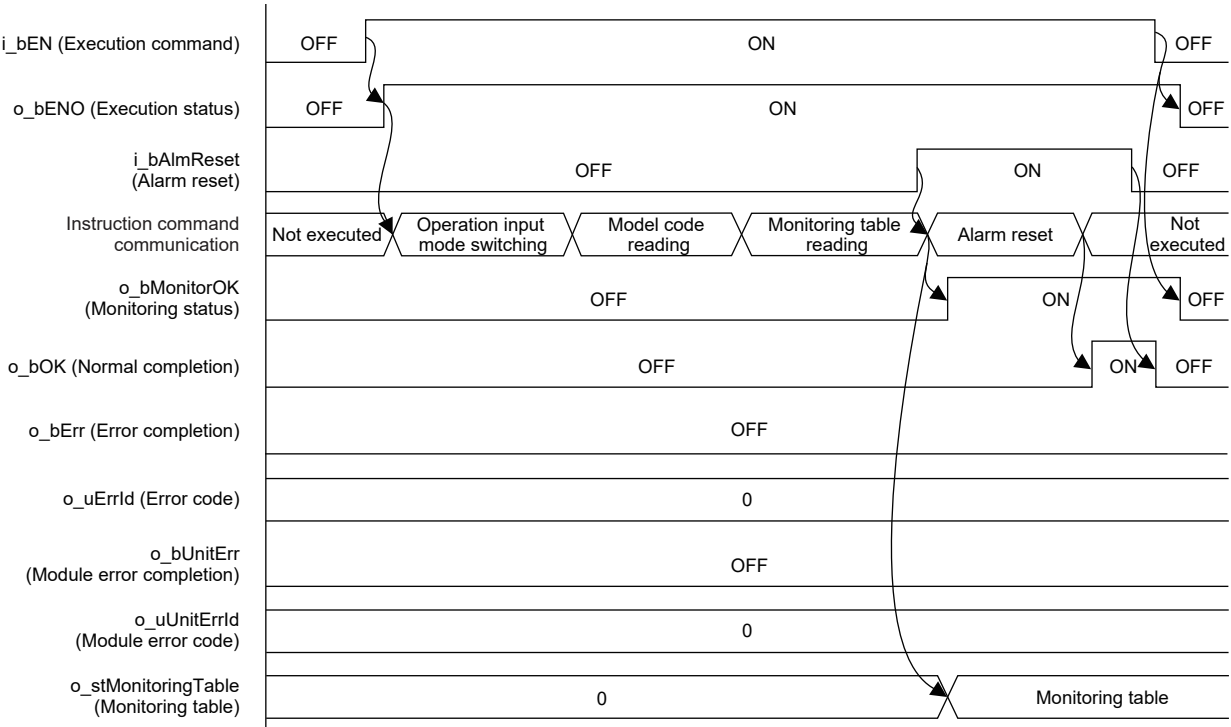 i_bEN (Execution command)
OFF
ON
OFF
o_bENO (Execution status)
OFF
ON
OFF
i_bAlmReset
(Alarm reset)
OFF
ON
OFF
Instruction command
communication
Not executed
Operation input
mode switching
Model code
reading
Monitoring table
reading
Alarm reset
Not
executed
o_bMonitorOK
(Monitoring status)
OFF
ON
OFF
o_bOK (Normal completion)
OFF
ON
OFF
o_bErr (Error completion)
OFF
o_uErrId (Error code)
0
o_bUnitErr
(Module error completion)
OFF
o_uUnitErrId
(Module error code)
0
o_stMonitoringTable
(Monitoring table)
0
Monitoring table